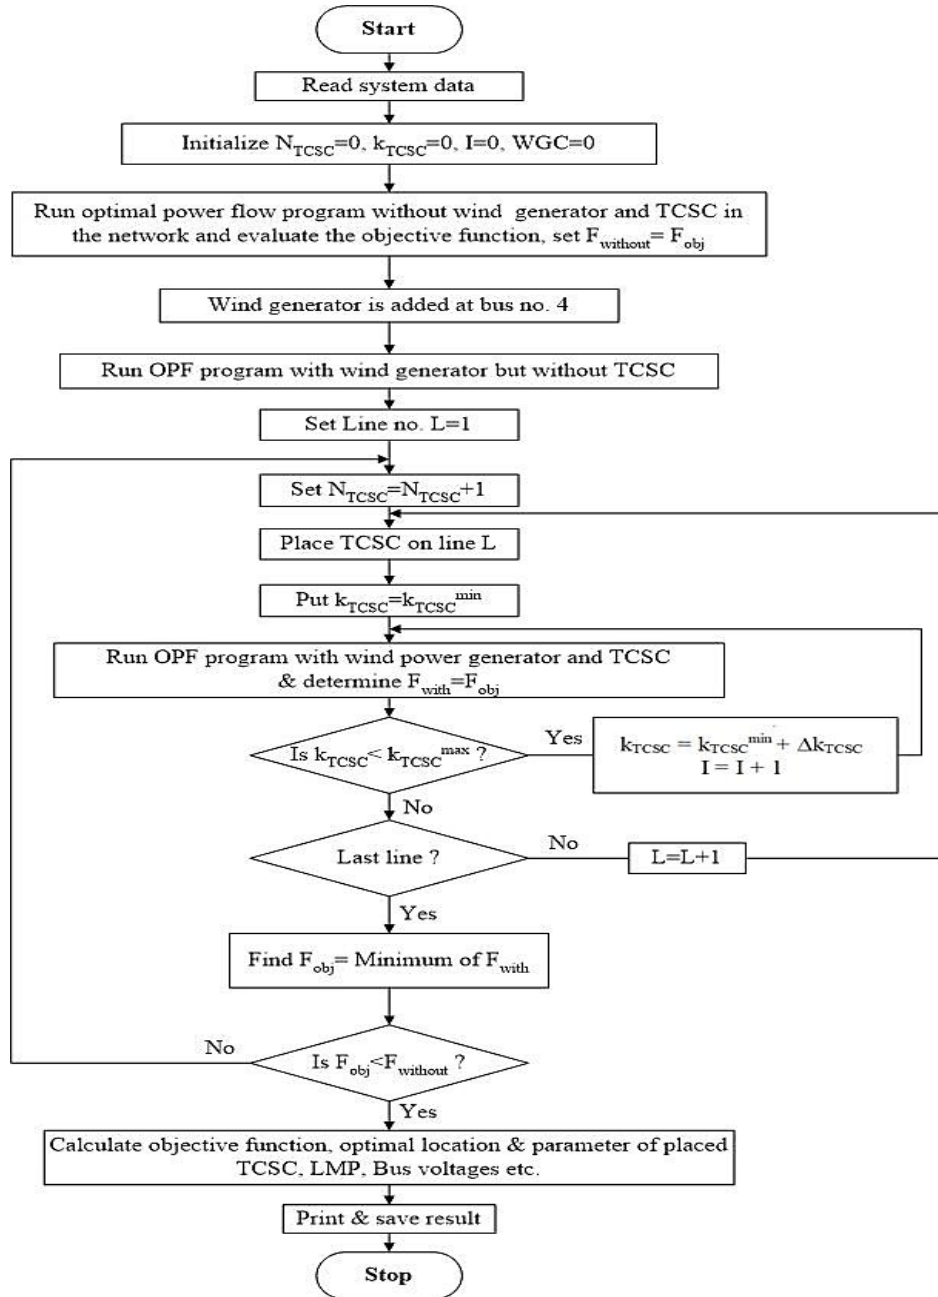 Start
Read system data
Initialize N_TCSC=0, k_TCSC=0, I=0, WGC=0
Run optimal power flow program without wind generator and TCSC in
the network and evaluate the objective function, set F_without= F_obj
Wind generator is added at bus no. 4
Run OPF program with wind generator but without TCSC
Set Line no. L=1
Set N_TCSC=N_TCSC+1
Place TCSC on line L
Put k_TCSC=k_TCSC^min
Run OPF program with wind power generator and TCSC
& determine F_with=F_obj
Is k_TCSC< k_TCSC^max ?
Yes
k_TCSC = k_TCSC^min + Δk_TCSC
I = I + 1
No
Last line ?
No
L=L+1
Yes
Find F_obj= Minimum of F_with
No
Is F_obj<F_without ?
Yes
Calculate objective function, optimal location & parameter of placed
TCSC, LMP, Bus voltages etc.
Print & save result
Stop